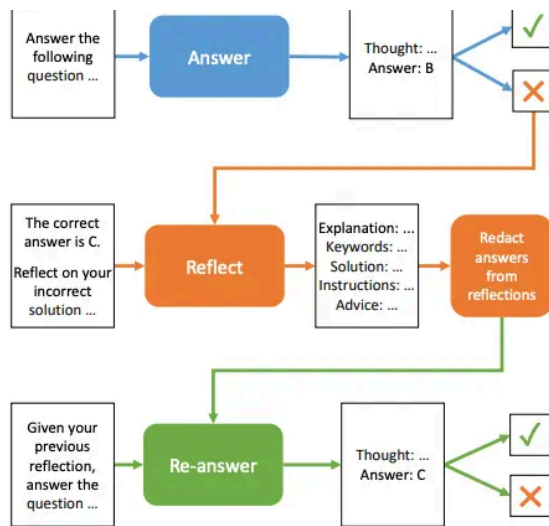 Answer the
following
question ...
Answer
Thought: ...
Answer: B
The correct
answer is C.
Reflect on your
incorrect
solution ...
Reflect
Explanation: ...
Keywords: ...
Solution: ...
Instructions: ...
Advice: ...
Redact
answers
from
reflections
Given your
previous
reflection,
answer the
question ...
Re-answer
Thought: ...
Answer: C